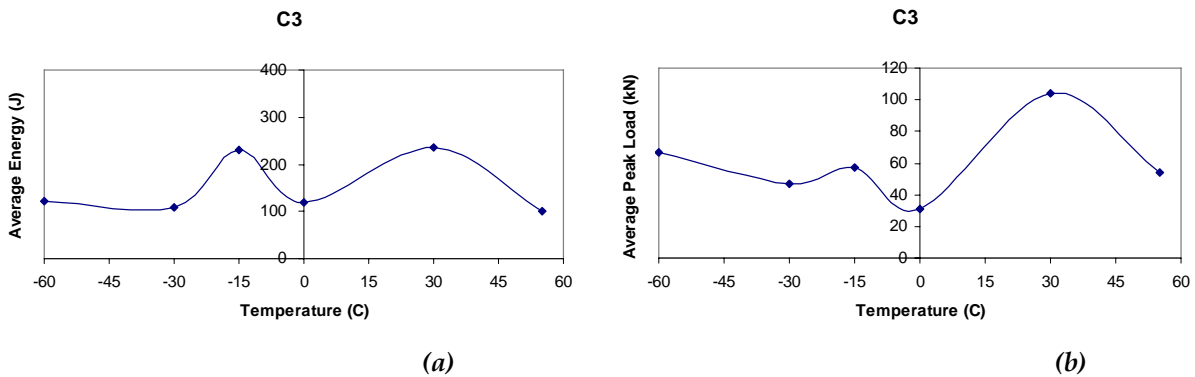 C3
Average Energy (J)
400
300
200
100
0
-60 -45 -30 -15 0 15 30 45 60
Temperature (C)
(a)
C3
Average Peak Load (kN)
120
100
80
60
40
20
0
-60 -45 -30 -15 0 15 30 45 60
Temperature (C)
(b)